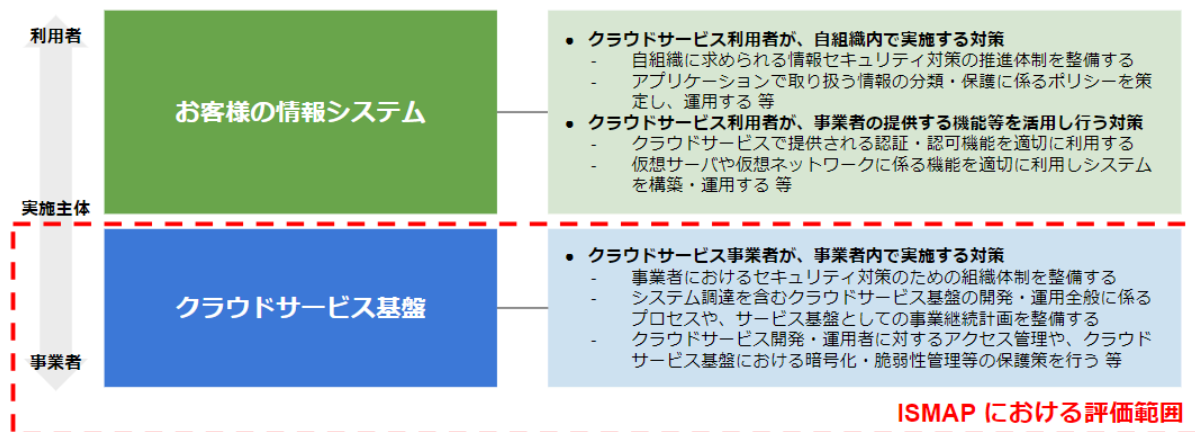 利用者
お客様の情報システム
● クラウドサービス利用者が、自組織内で実施する対策
- 自組織に求められる情報セキュリティ対策の推進体制を整備する
- アプリケーションで取り扱う情報の分類・保護に係るポリシーを策
定し、運用する 等
● クラウドサービス利用者が、事業者の提供する機能等を活用し行う対策
- クラウドサービスで提供される認証・認可機能を適切に利用する
- 仮想サーバや仮想ネットワークに係る機能を適切に利用しシステム
を構築・運用する 等
実施主体
クラウドサービス基盤
● クラウドサービス事業者が、事業者内で実施する対策
- 事業者におけるセキュリティ対策のための組織体制を整備する
- システム調達を含むクラウドサービス基盤の開発・運用全般に係る
プロセスや、サービス基盤としての事業継続計画を整備する
- クラウドサービス開発・運用者に対するアクセス管理や、クラウド
サービス基盤における暗号化・脆弱性管理等の保護策を行う 等
事業者
ISMAP における評価範囲